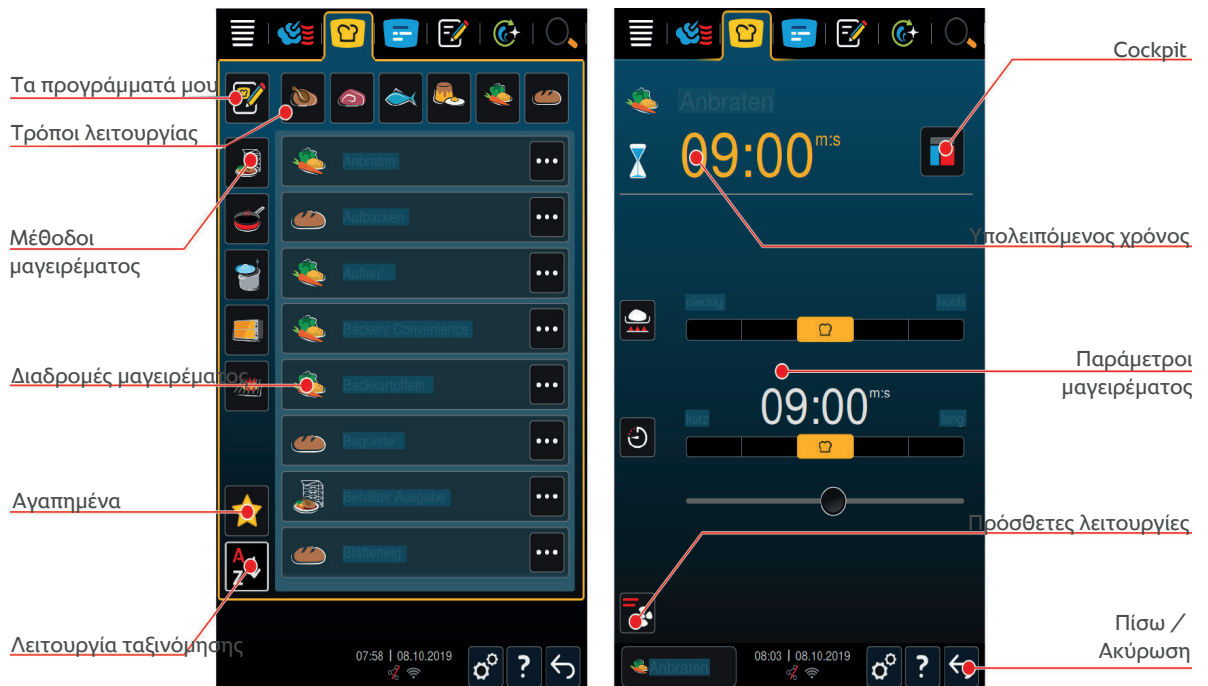 Τα προγράμματά μου
Τρόποι λειτουργίας
Μέθοδοι
μαγειρέματος
Διαδρομές μαγειρέματος
Αγαπημένα
Λειτουργία ταξινόμησης
Anbraten
Aufbacken
Auflauf
Backen/ Convenience
Backkartoffeln
Baguette
Behälter Ausgabe
Blätterteig
A
Z
07:58 | 08.10.2019
?
Anbraten
09:00 m:s
niedrig
hoch
09:00 m:s
kurz
lang
Anbraten
08:03 | 08.10.2019
?
Cockpit
Υπολειπόμενος χρόνος
Παράμετροι
μαγειρέματος
Πρόσθετες λειτουργίες
Πίσω /
Ακύρωση